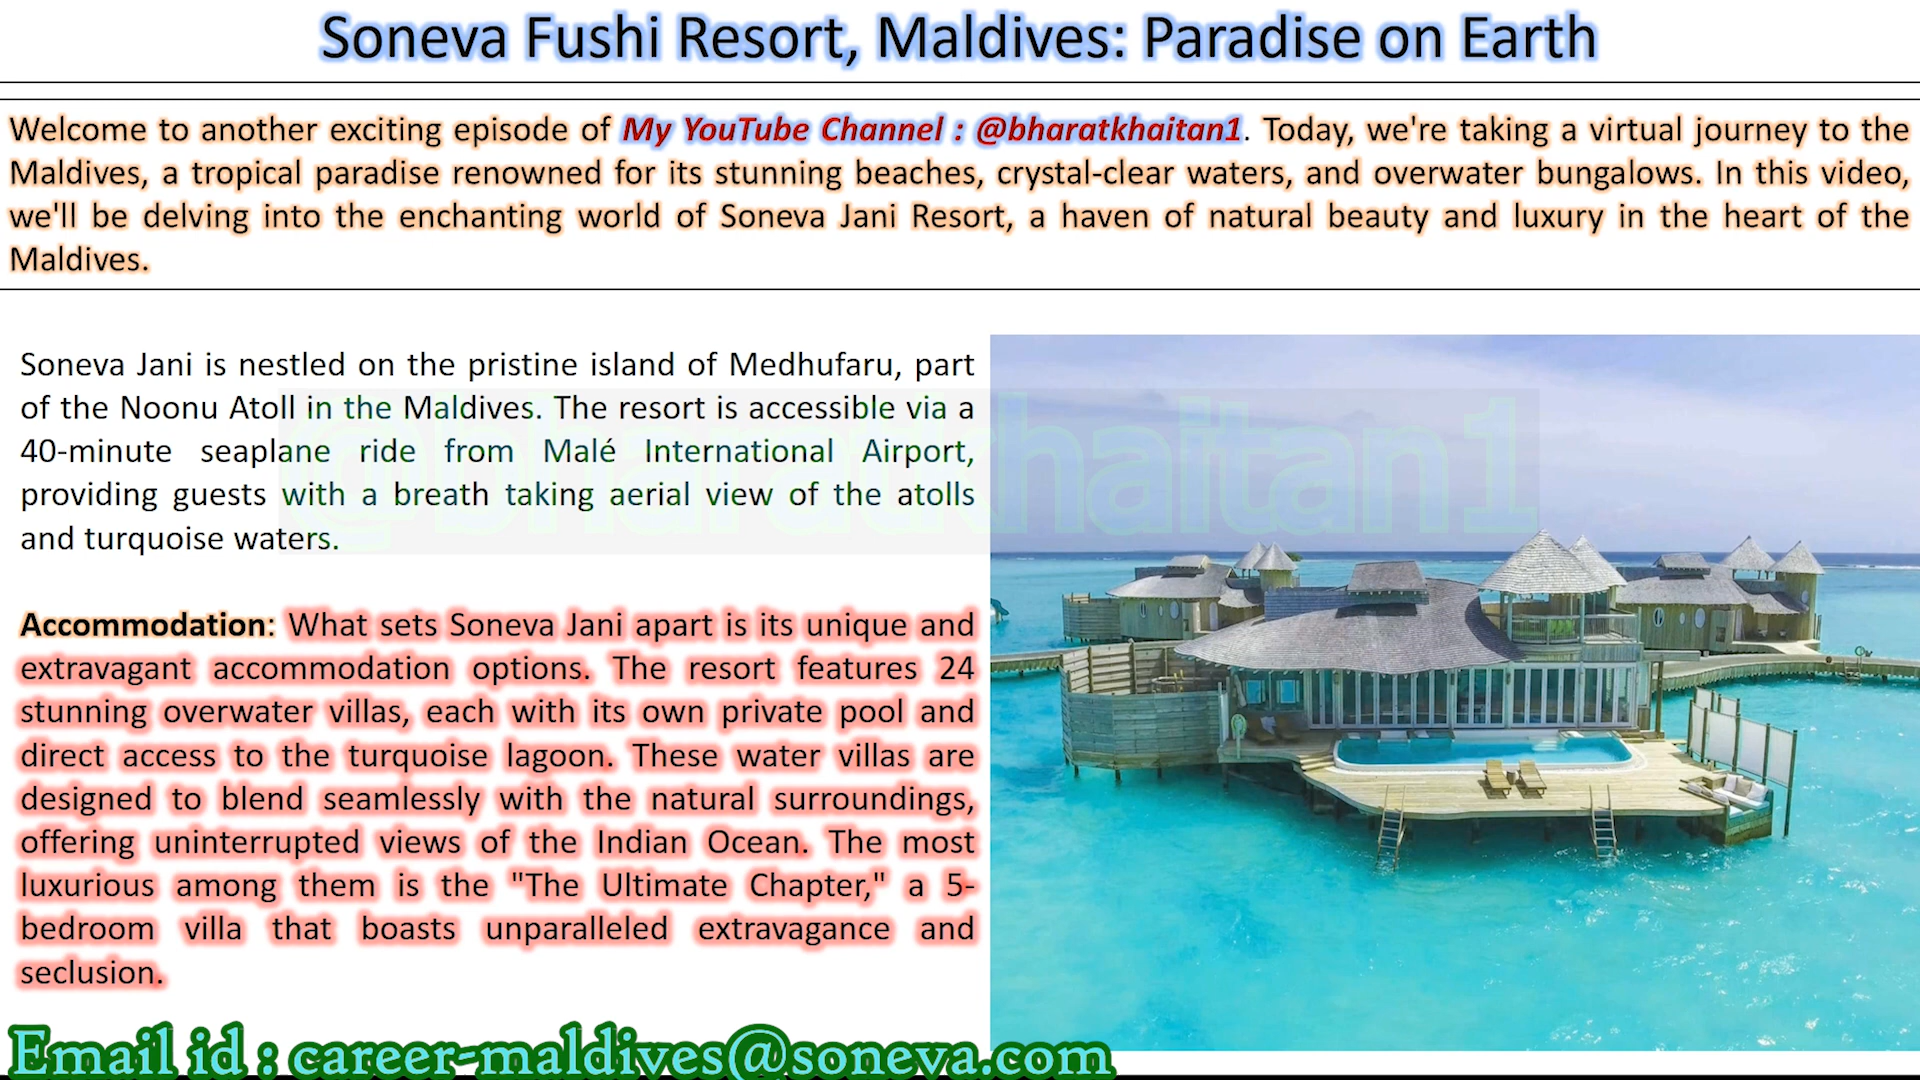 Soneva Fushi Resort, Maldives: Paradise on Earth
Welcome to another exciting episode of My YouTube Channel : @bharatkhaitan1. Today, we're taking a virtual journey to the
Maldives, a tropical paradise renowned for its stunning beaches, crystal-clear waters, and overwater bungalows. In this video,
we'll be delving into the enchanting world of Soneva Jani Resort, a haven of natural beauty and luxury in the heart of the
Maldives.
Soneva Jani is nestled on the pristine island of Medhufaru, part
of the Noonu Atoll in the Maldives. The resort is accessible via a
40-minute seaplane ride from Malé International Airport,
providing guests with a breath taking aerial view of the atolls
and turquoise waters.
@bharatkhaitan1
Accommodation: What sets Soneva Jani apart is its unique and
extravagant accommodation options. The resort features 24
stunning overwater villas, each with its own private pool and
direct access to the turquoise lagoon. These water villas are
designed to blend seamlessly with the natural surroundings,
offering uninterrupted views of the Indian Ocean. The most
luxurious among them is the "The Ultimate Chapter," a 5-
bedroom villa that boasts unparalleled extravagance and
seclusion.
Email id : career-maldives@soneva.com